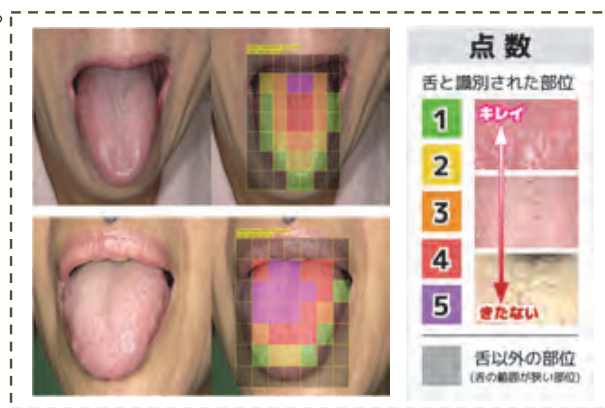 点数
舌と識別された部位
1
キレイ
2
3
4
5
きたない
舌以外の部位
(舌の範囲が狭い部位)